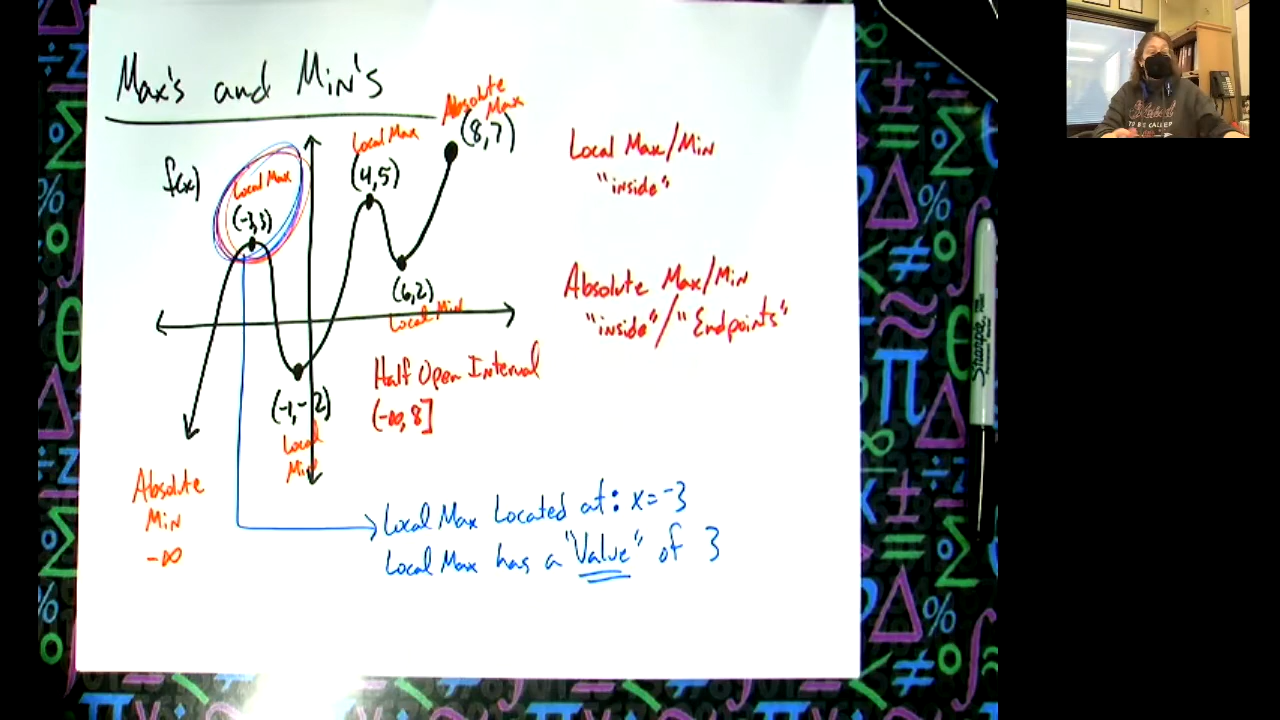 Max's and Min's
f(x)
Local Max
(-3,3)
Local Max
(4,5)
Absolute
Max
(8,7)
(6,2)
Local Min
(-1,-2)
Local
Min
Absolute
Min
-∞
Half Open Interval
(-∞,8]
Local Max/Min
"inside"
Absolute Max/Min
"inside"/"Endpoints"
Local Max Located at: x=-3
Local Max has a "Value" of 3
Sharpie